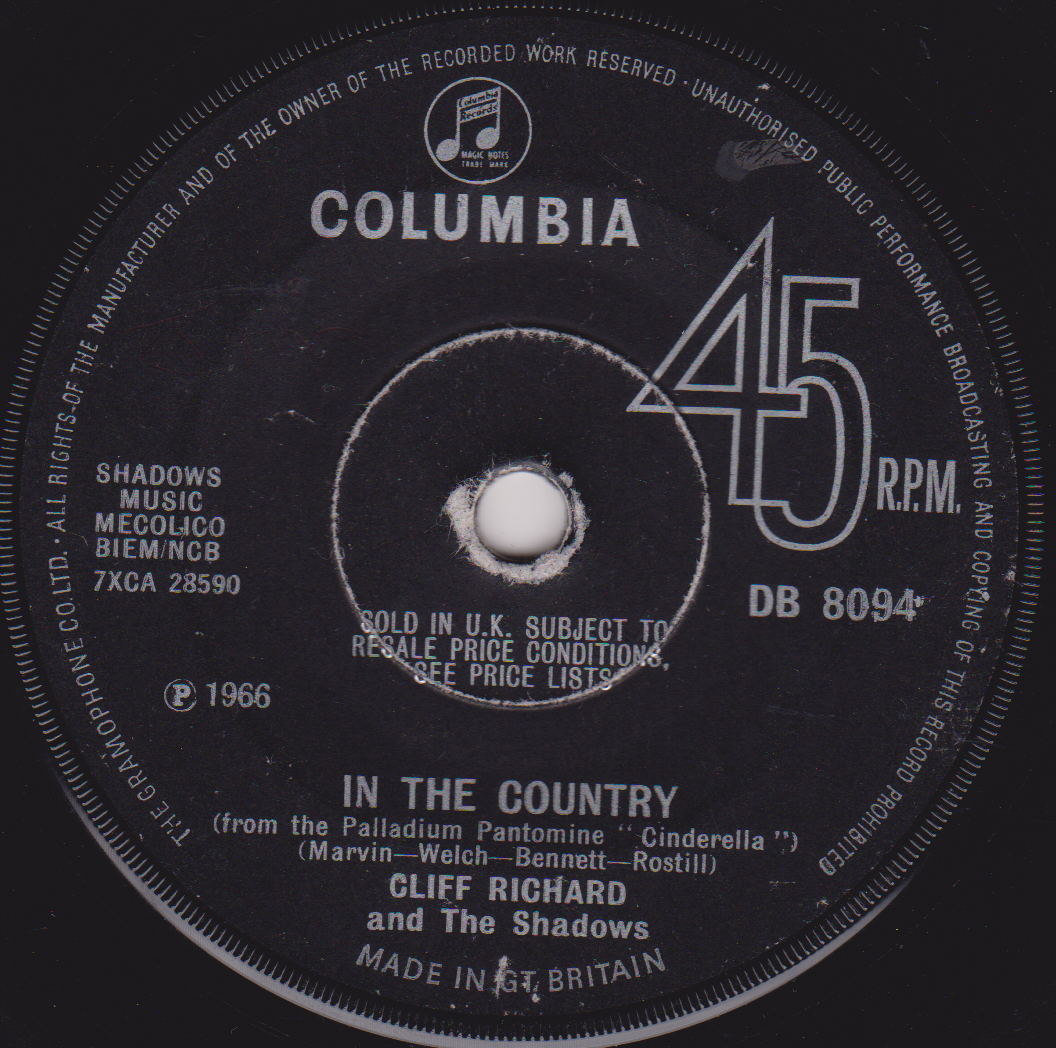 THE GRAMOPHONE CO. LTD. · ALL RIGHTS OF THE MANUFACTURER AND OF THE OWNER OF THE RECORDED WORK RESERVED · UNAUTHORISED PUBLIC PERFORMANCE BROADCASTING AND COPYING OF THIS RECORD PROHIBITED
Columbia
Records
MAGIC NOTES
TRADE MARK
COLUMBIA
45 R.P.M.
SHADOWS
MUSIC
MECOLICO
BIEM/NCB
7XCA 28590
DB 8094
SOLD IN U.K. SUBJECT TO
RESALE PRICE CONDITIONS,
SEE PRICE LISTS
Ⓟ 1966
IN THE COUNTRY
(from the Palladium Pantomine “ Cinderella ”)
(Marvin—Welch—Bennett—Rostill)
CLIFF RICHARD
and The Shadows
MADE IN GT. BRITAIN